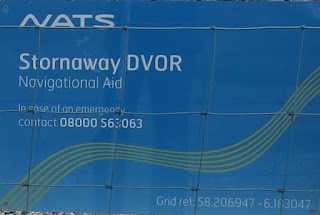 NATS
Stornaway DVOR
Navigational Aid
In case of an emergency
contact 08000 563063
Grid ref: 58.206947 -6.183047